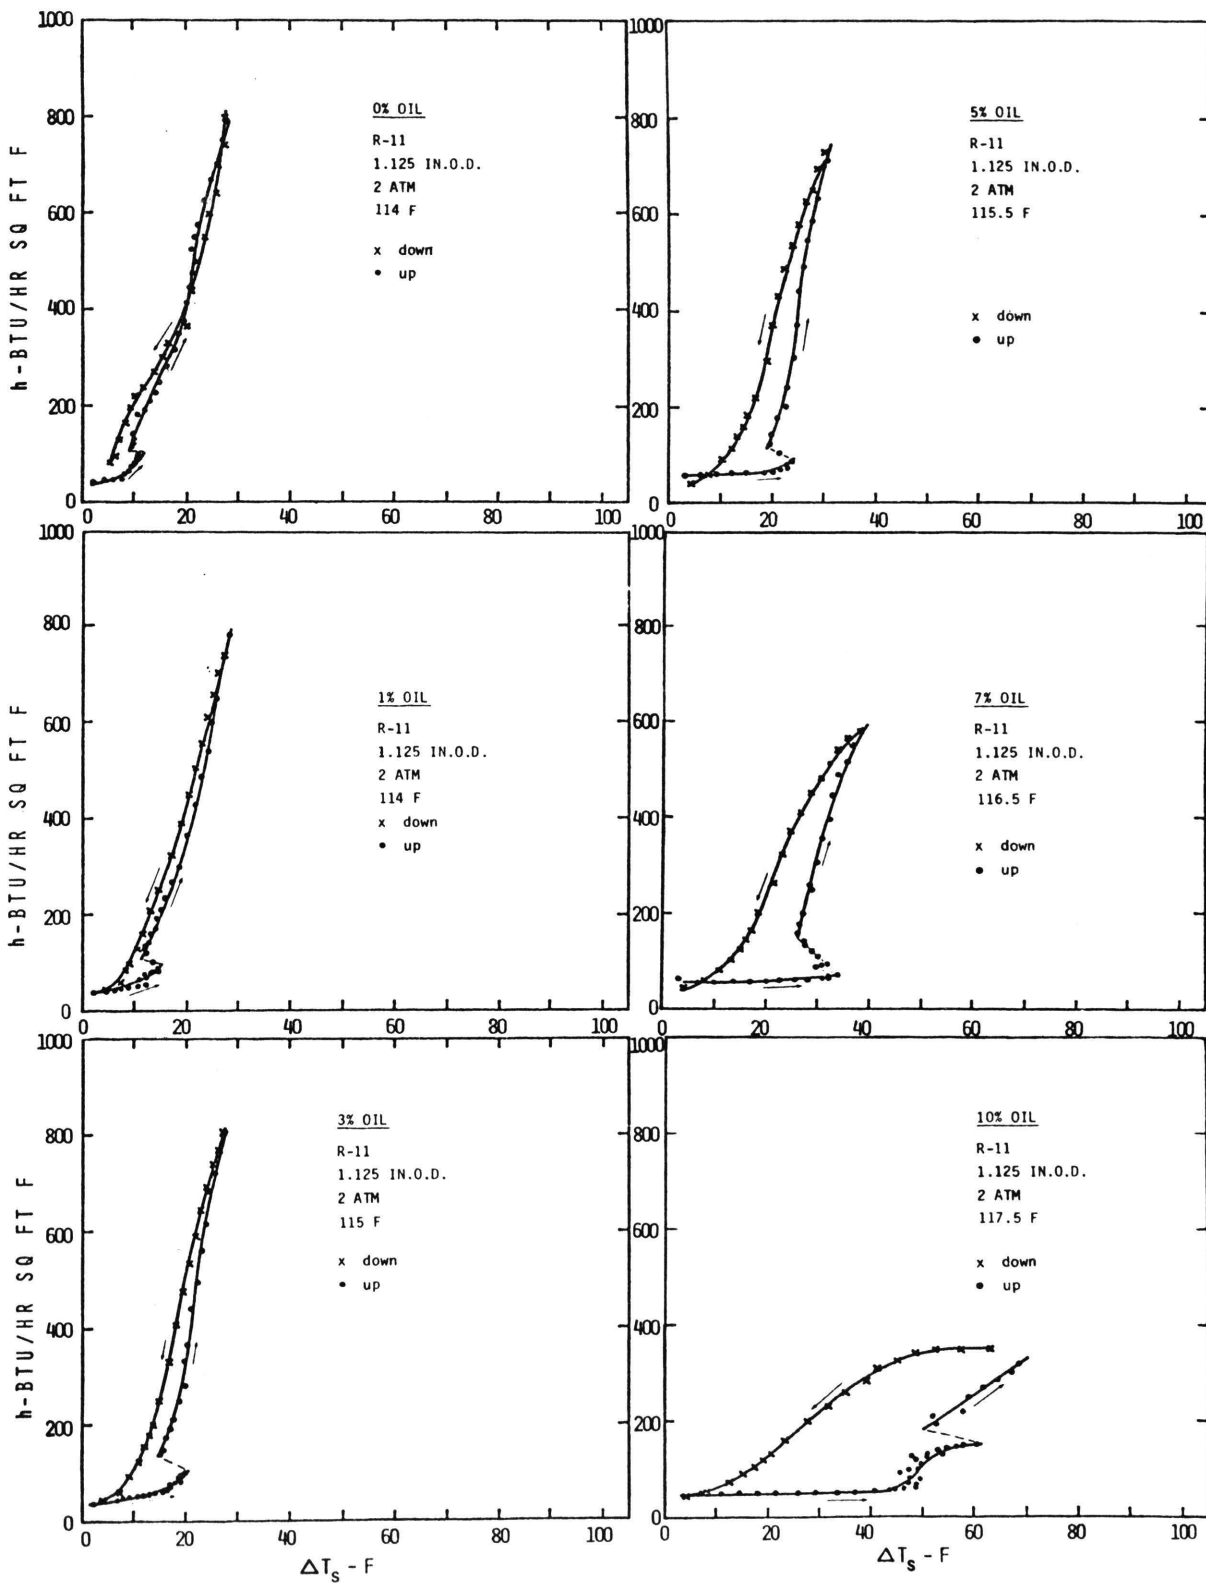 h-BTU/HR SQ FT F
1000
800
600
400
200
0
0% OIL
R-11
1.125 IN.O.D.
2 ATM
114 F
x down
• up
0 20 40 60 80 100
1000
800
600
400
200
0
5% OIL
R-11
1.125 IN.O.D.
2 ATM
115.5 F
x down
• up
0 20 40 60 80 100
h-BTU/HR SQ FT F
1000
800
600
400
200
0
1% OIL
R-11
1.125 IN.O.D.
2 ATM
114 F
x down
• up
0 20 40 60 80 100
1000
800
600
400
200
0
7% OIL
R-11
1.125 IN.O.D.
2 ATM
116.5 F
x down
• up
0 20 40 60 80 100
h-BTU/HR SQ FT F
1000
800
600
400
200
0
3% OIL
R-11
1.125 IN.O.D.
2 ATM
115 F
x down
• up
0 20 40 60 80 100
ΔTs - F
1000
800
600
400
200
0
10% OIL
R-11
1.125 IN.O.D.
2 ATM
117.5 F
x down
• up
0 20 40 60 80 100
ΔTs - F